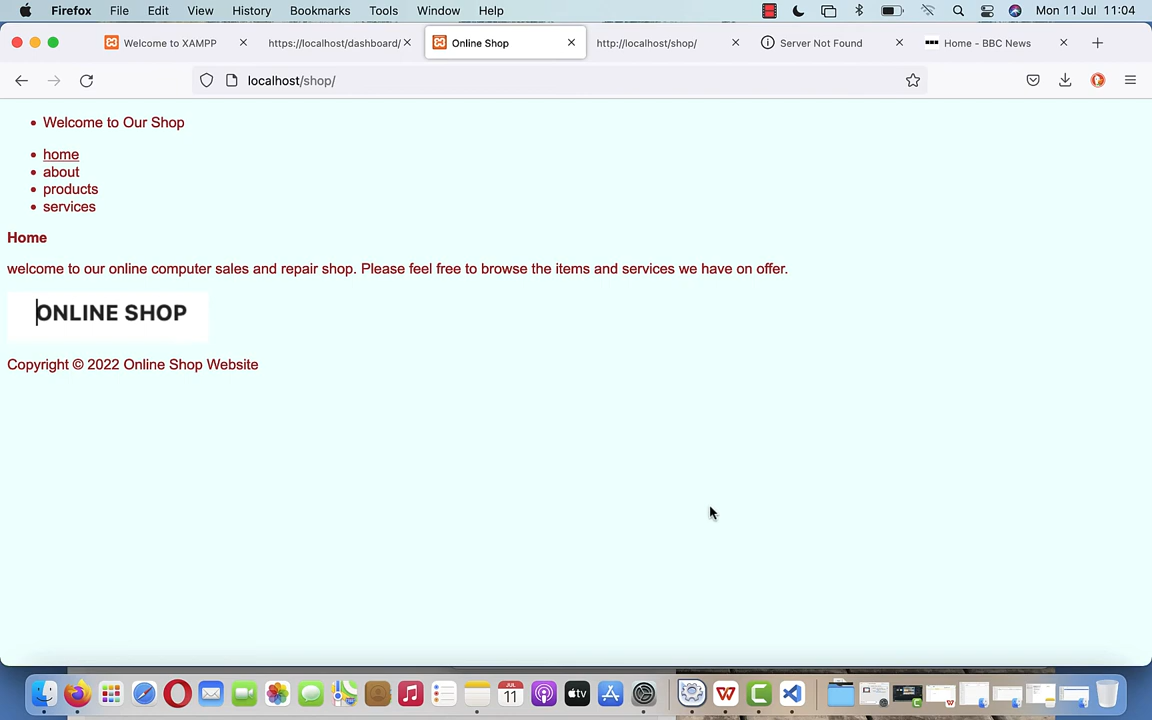 Firefox File Edit View History Bookmarks Tools Window Help Mon 11 Jul 11:04
Welcome to XAMPP https://localhost/dashboard/ Online Shop http://localhost/shop/ Server Not Found Home - BBC News
localhost/shop/
• Welcome to Our Shop
• home
• about
• products
• services
Home
welcome to our online computer sales and repair shop. Please feel free to browse the items and services we have on offer.
ONLINE SHOP
Copyright © 2022 Online Shop Website
JUL
11
tv